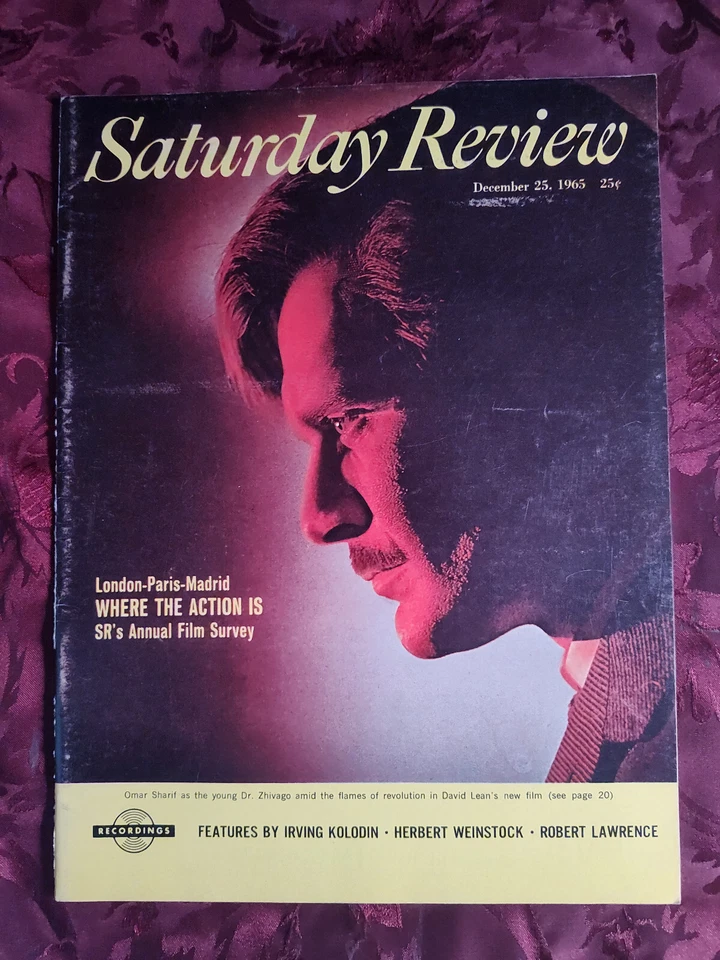 Saturday Review
December 25, 1965 25¢
London-Paris-Madrid
WHERE THE ACTION IS
SR's Annual Film Survey
Omar Sharif as the young Dr. Zhivago amid the flames of revolution in David Lean's new film (see page 20)
RECORDINGS
FEATURES BY IRVING KOLODIN · HERBERT WEINSTOCK · ROBERT LAWRENCE